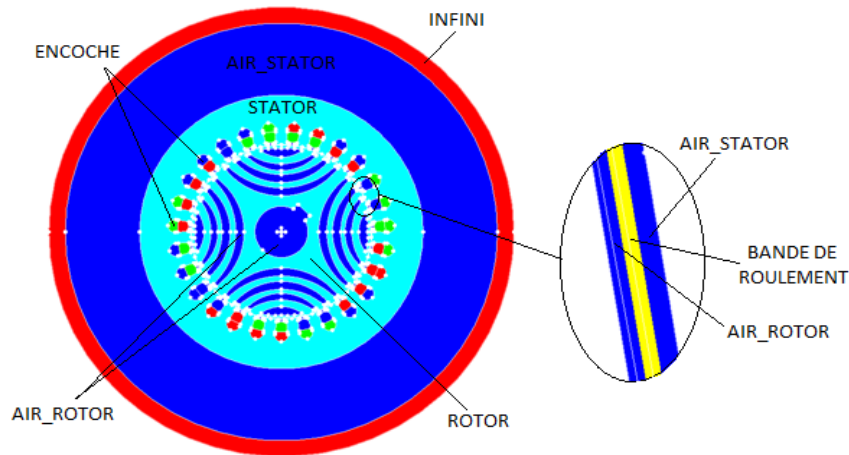 INFINI
ENCOCHE
AIR_STATOR
STATOR
AIR_STATOR
BANDE DE
ROULEMENT
AIR_ROTOR
AIR_ROTOR
ROTOR